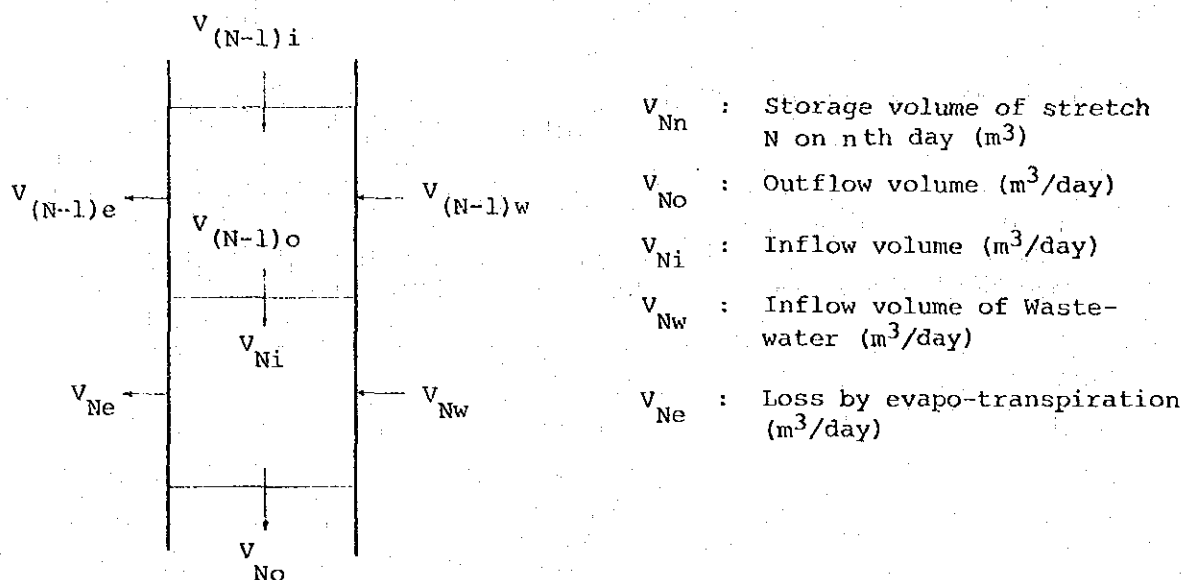 V(N-1)i
V(N-1)e
V(N-1)w
V(N-1)o
VNi
VNe
VNw
VNo
VNn : Storage volume of stretch
N on nth day (m³)
VNo : Outflow volume (m³/day)
VNi : Inflow volume (m³/day)
VNw : Inflow volume of Waste-
water (m³/day)
VNe : Loss by evapo-transpiration
(m³/day)